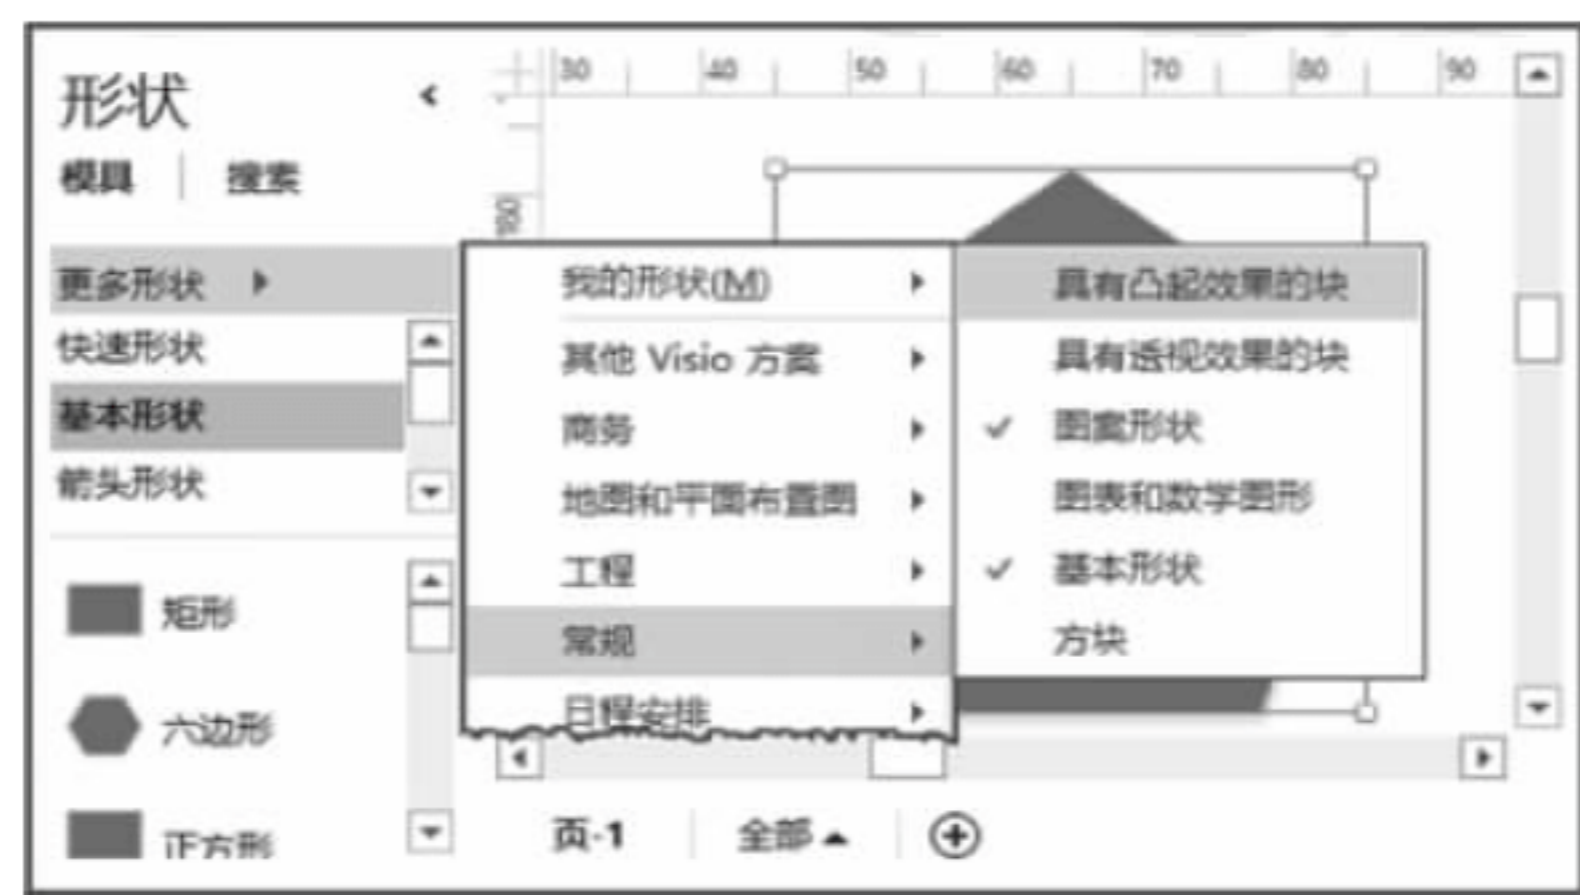 形状
模具 搜索
更多形状
快速形状
基本形状
箭头形状
矩形
六边形
正方形
30 40 50 60 70 80 90
160
我的形状(M)
其他 Visio 方案
商务
地图和平面布置图
工程
常规
日程安排
具有凸起效果的块
具有透视效果的块
图案形状
图表和数学图形
基本形状
方块
页-1 全部